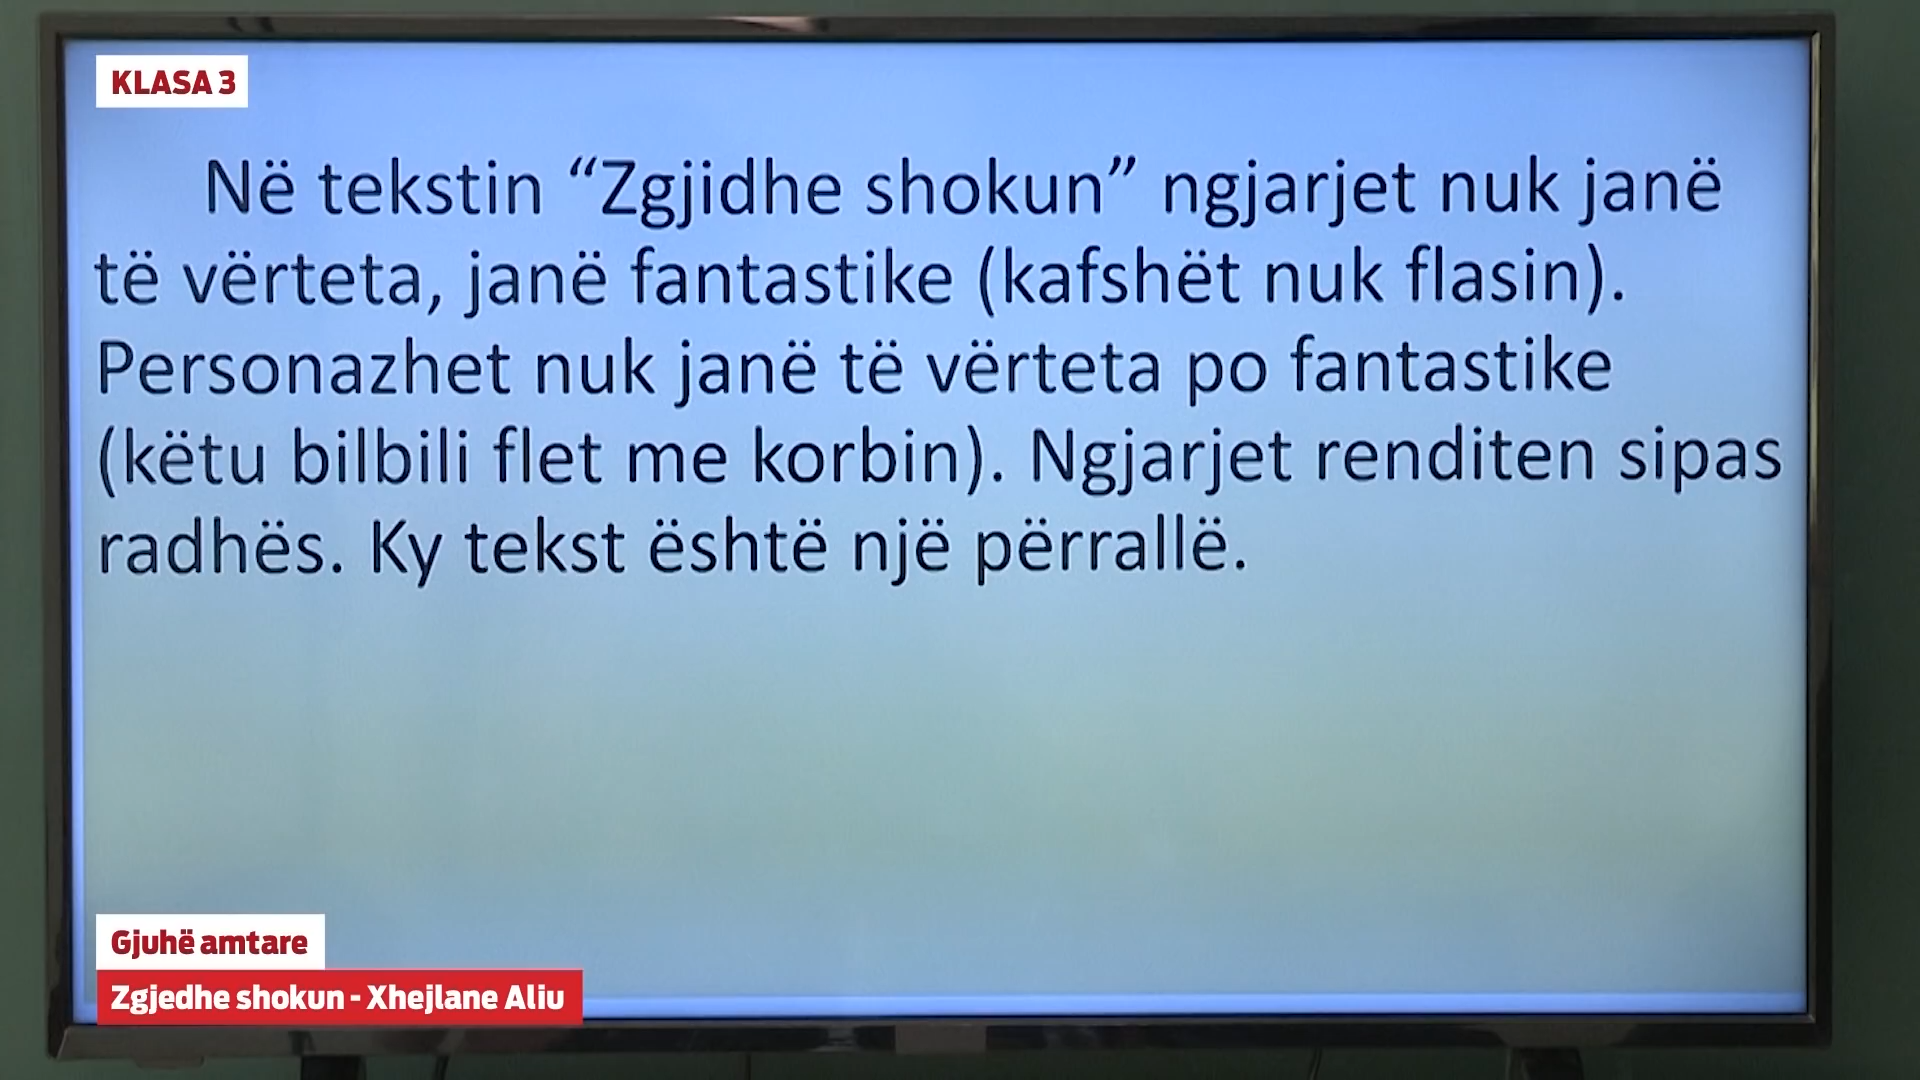 KLASA 3
Në tekstin “Zgjidhe shokun” ngjarjet nuk janë
të vërteta, janë fantastike (kafshët nuk flasin).
Personazhet nuk janë të vërteta po fantastike
(këtu bilbili flet me korbin). Ngjarjet renditen sipas
radhës. Ky tekst është një përrallë.
Gjuhë amtare
Zgjedhe shokun - Xhejlane Aliu